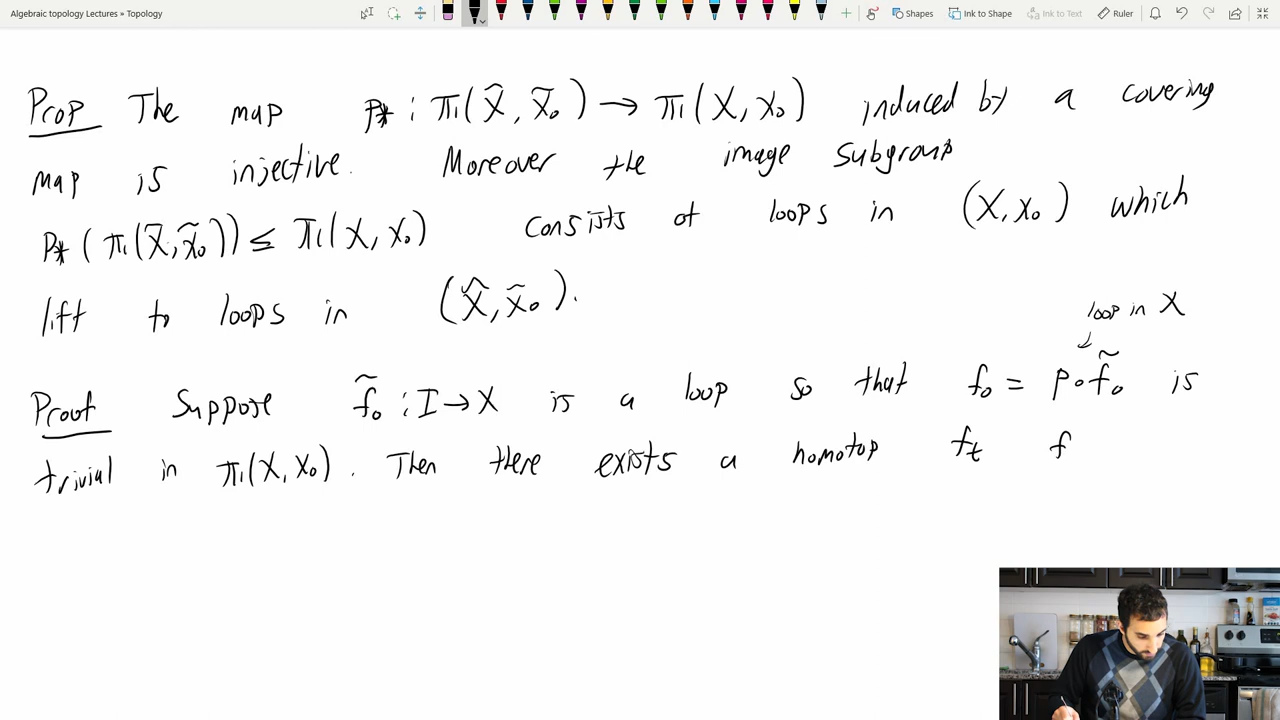 Algebraic topology Lectures » Topology
Shapes Ink to Shape Ink to Text Ruler
Prop The map p* : π1(X̃, x̃0) → π1(X, x0) induced by a covering
map is injective. Moreover the image subgroup
p*(π1(X̃, x̃0)) ≤ π1(X, x0) consists of loops in (X, x0) which
lift to loops in (X̃, x̃0).
loop in X
Proof Suppose f̃0 : I → X is a loop so that f0 = p∘f̃0 is
trivial in π1(X, x0). Then there exists a homotop ft f